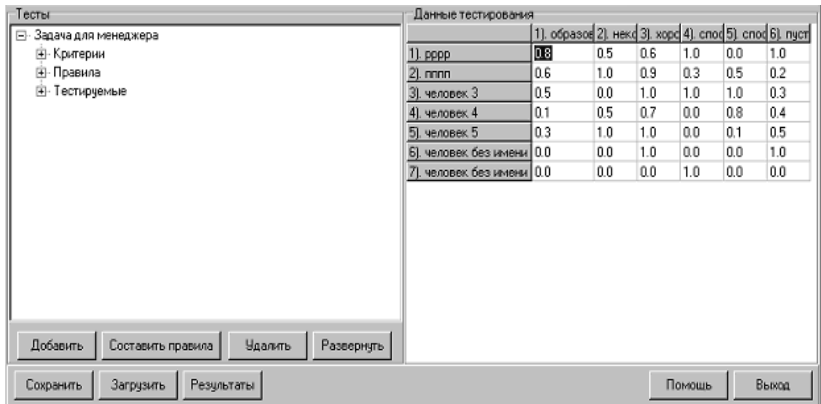 Тесты
Задача для менеджера
Критерии
Правила
Тестируемые
Добавить Составить правила Удалить Развернуть
Данные тестирования
1). образов 2). неко 3). хоро 4). спос 5). спос 6). пуст
1). рррр 0.8 0.5 0.6 1.0 0.0 1.0
2). пппп 0.6 1.0 0.9 0.3 0.5 0.2
3). человек 3 0.5 0.0 1.0 1.0 1.0 0.3
4). человек 4 0.1 0.5 0.7 0.0 0.8 0.4
5). человек 5 0.3 1.0 1.0 0.0 0.1 0.5
6). человек без имени 0.0 0.0 1.0 0.0 0.0 1.0
7). человек без имени 0.0 0.0 0.0 1.0 0.0 0.0
Сохранить Загрузить Результаты Помощь Выход